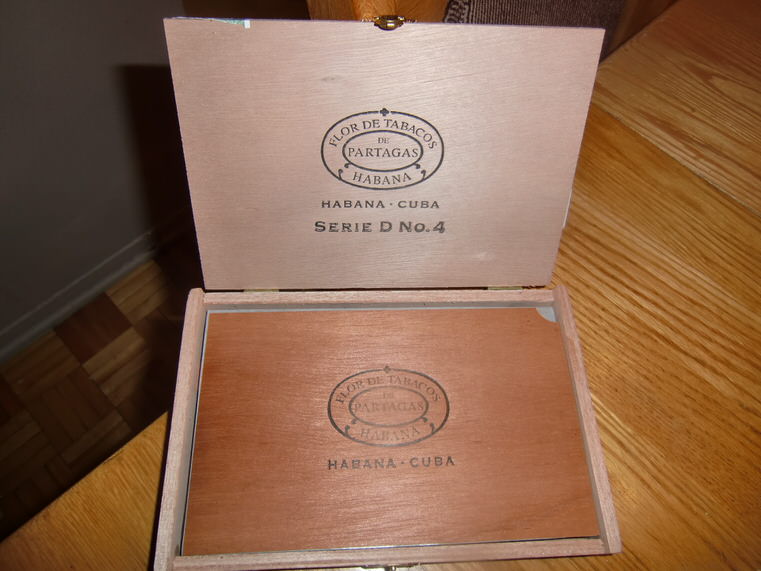 FLOR DE TABACOS
DE
PARTAGAS
HABANA
HABANA · CUBA
SERIE D No. 4
FLOR DE TABACOS
DE
PARTAGAS
HABANA
HABANA · CUBA